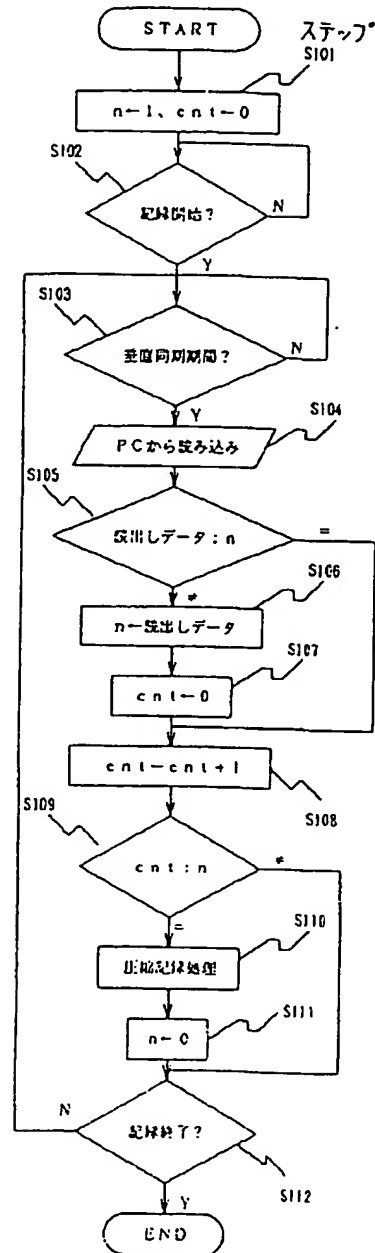 START
ステップ
S101
n←1、cnt←0
S102
記録開始?
N
Y
S103
垂直同期期間?
N
Y
S104
PCから読み込み
S105
読出しデータ:n
=
≠
S106
n←読出しデータ
S107
cnt←0
cnt←cnt+1
S108
S109
cnt:n
≠
=
S110
圧縮記録処理
S111
n←0
N
記録終了?
Y
S112
END